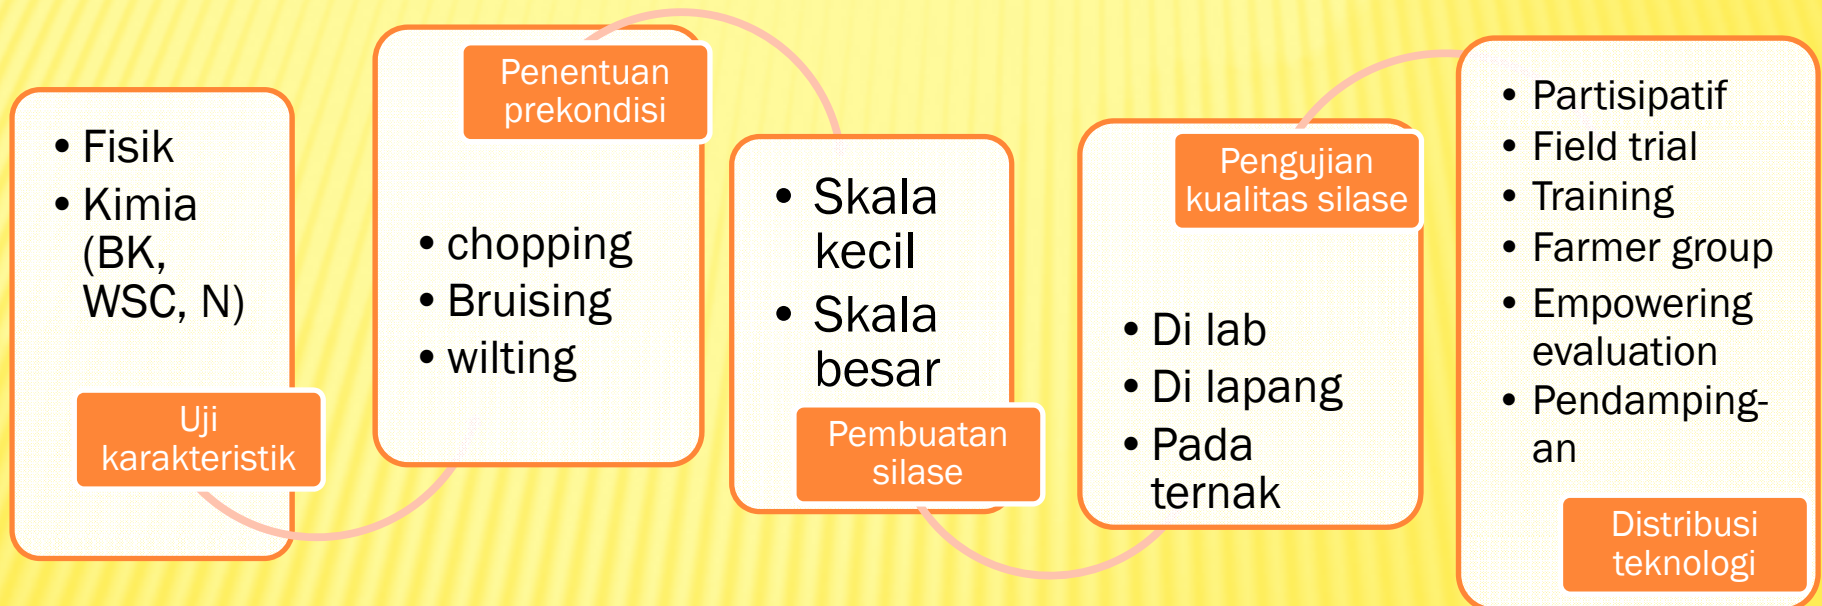 • Fisik
• Kimia
(BK,
WSC, N)
Uji
karakteristik
Penentuan
prekondisi
• chopping
• Bruising
• wilting
• Skala
kecil
• Skala
besar
Pembuatan
silase
Pengujian
kualitas silase
• Di lab
• Di lapang
• Pada
ternak
• Partisipatif
• Field trial
• Training
• Farmer group
• Empowering
evaluation
• Pendamping-
an
Distribusi
teknologi